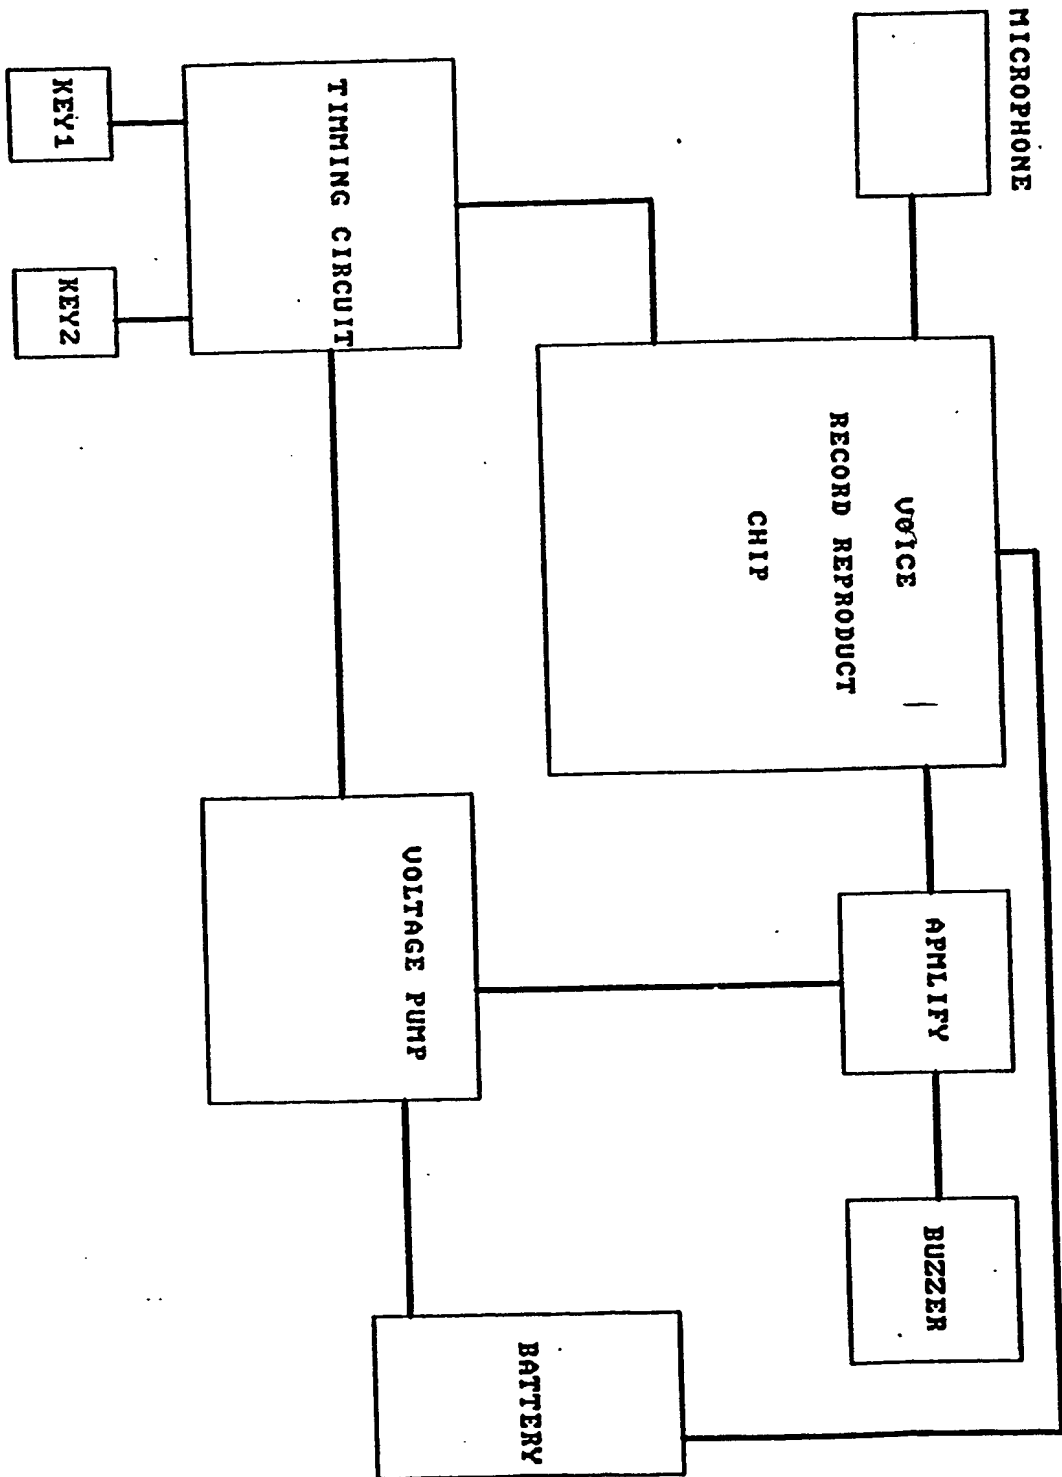 MICROPHONE
VOICE
RECORD REPRODUCT
CHIP
APMLIFY
BUZZER
TIMMING CIRCUIT
VOLTAGE PUMP
BATTERY
KEY1
KEY2